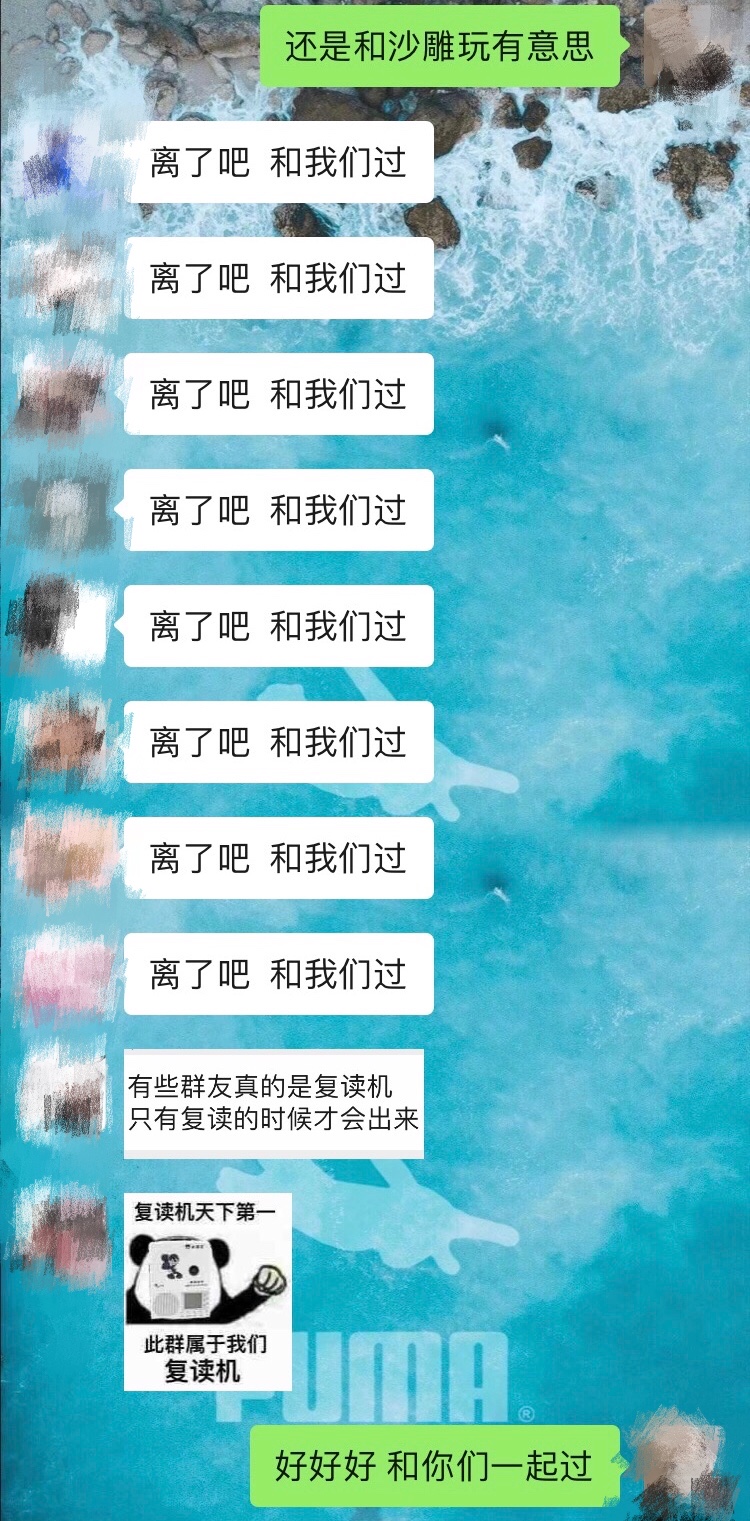 还是和沙雕玩有意思
离了吧 和我们过
离了吧 和我们过
离了吧 和我们过
离了吧 和我们过
离了吧 和我们过
离了吧 和我们过
离了吧 和我们过
离了吧 和我们过
有些群友真的是复读机
只有复读的时候才会出来
复读机天下第一
此群属于我们
复读机
PUMA®
好好好 和你们一起过